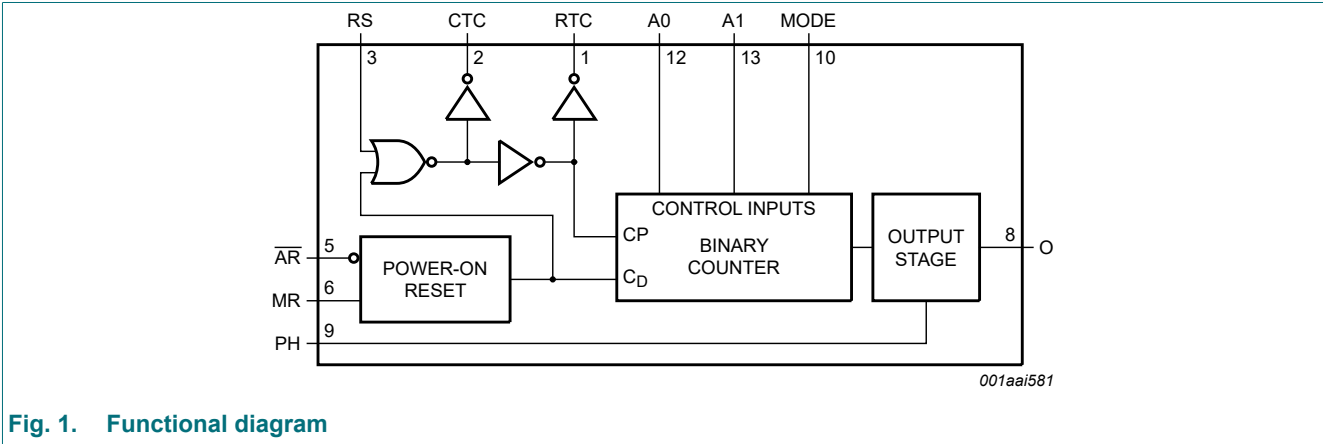 RS CTC RTC A0 A1 MODE
3 2 1 12 13 10
CONTROL INPUTS
CP
BINARY
COUNTER
CD
OUTPUT
STAGE
8 O
AR 5
POWER-ON
RESET
MR 6
PH 9
001aai581
Fig. 1. Functional diagram